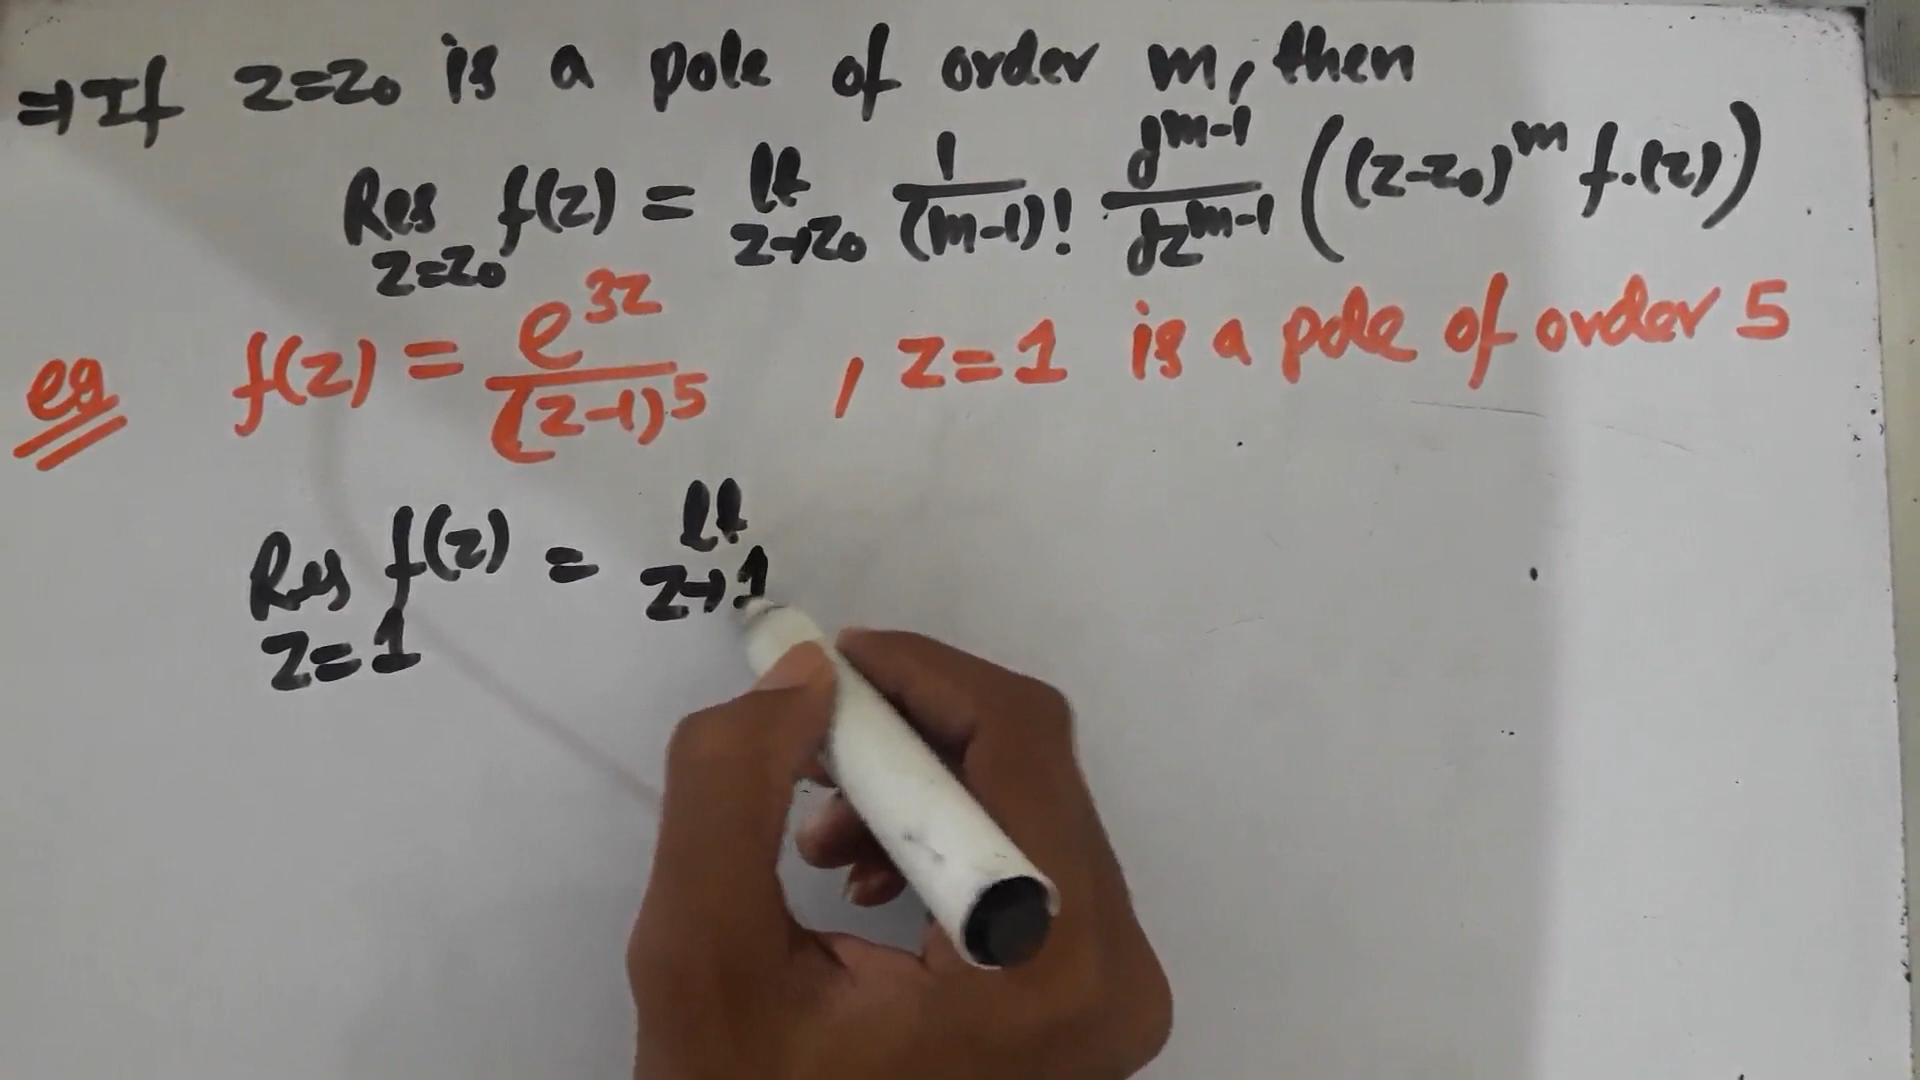 ⇒ If z=z₀ is a pole of order m, then
Res f(z) = lt 1/(m-1)! d^(m-1)/dz^(m-1) ((z-z₀)^m f.(z))
z=z₀ z→z₀
eg f(z) = e^(3z)/(z-1)^5 , z=1 is a pole of order 5
Res f(z) = lt
z=1 z→1